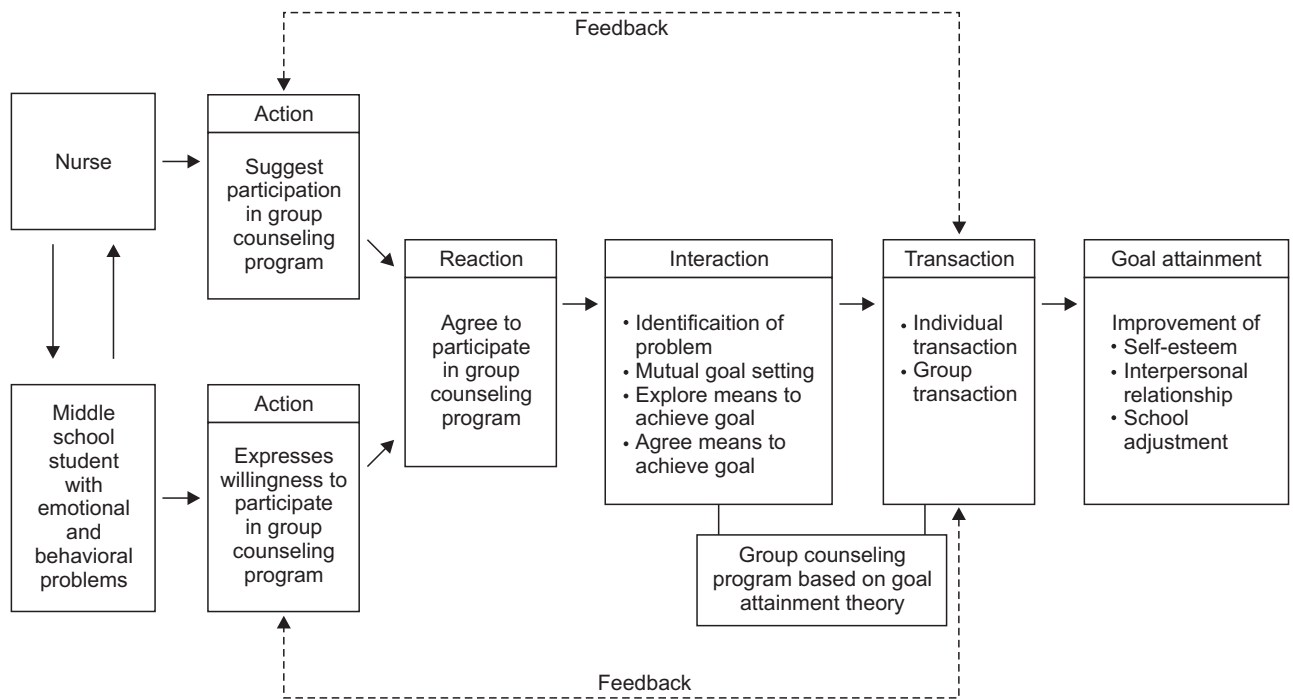 Feedback
Nurse
Action
Suggest
participation
in group
counseling
program
Middle
school
student
with
emotional
and
behavioral
problems
Action
Expresses
willingness to
participate
in group
counseling
program
Reaction
Agree to
participate
in group
counseling
program
Interaction
• Identificaition of
problem
• Mutual goal setting
• Explore means to
achieve goal
• Agree means to
achieve goal
Transaction
• Individual
transaction
• Group
transaction
Goal attainment
Improvement of
• Self-esteem
• Interpersonal
relationship
• School
adjustment
Group counseling
program based on goal
attainment theory
Feedback